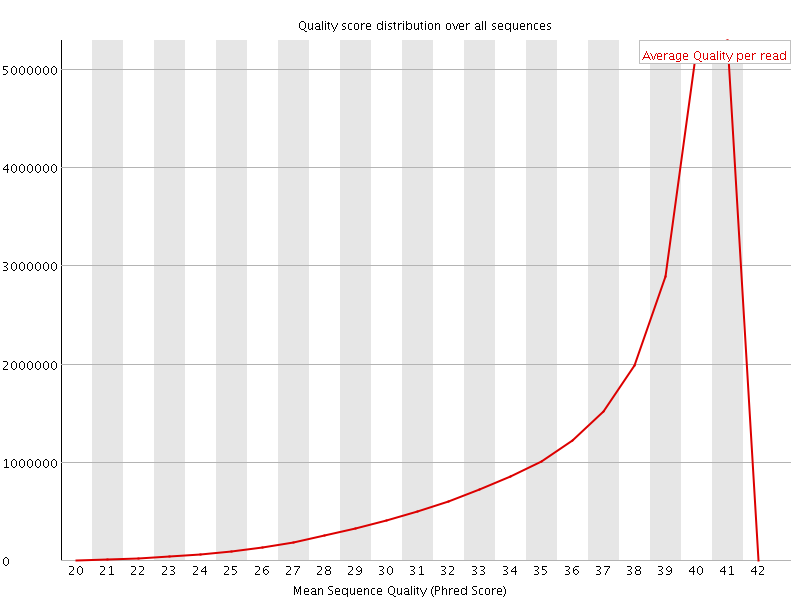 Quality score distribution over all sequences
Average Quality per read
5000000
4000000
3000000
2000000
1000000
0
20 21 22 23 24 25 26 27 28 29 30 31 32 33 34 35 36 37 38 39 40 41 42
Mean Sequence Quality (Phred Score)